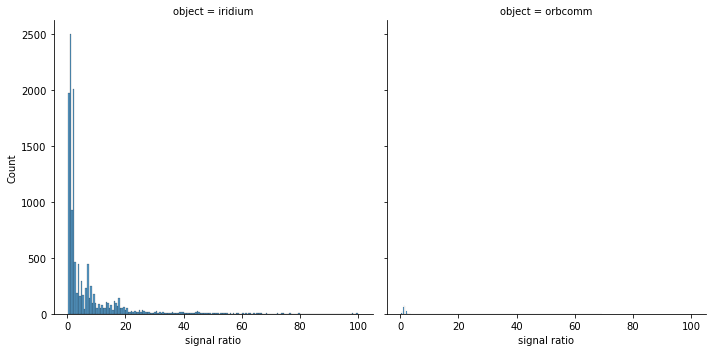 object = iridium
object = orbcomm
2500
2000
1500
1000
500
0
Count
0 20 40 60 80 100
signal ratio
0 20 40 60 80 100
signal ratio